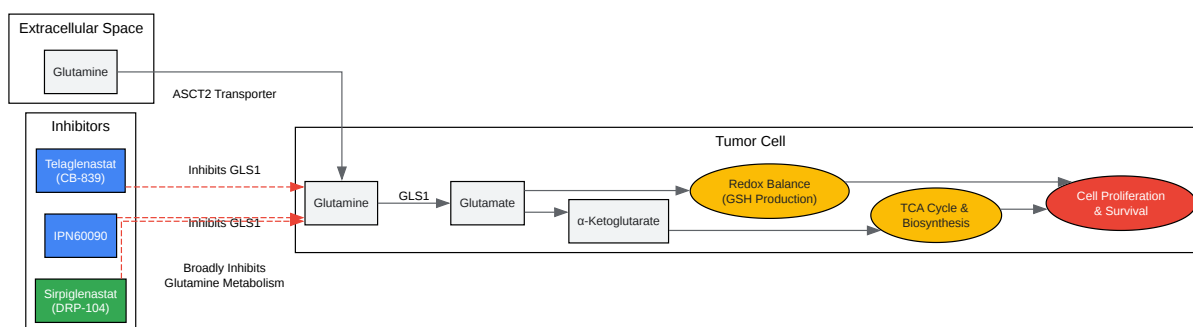 Extracellular Space
Glutamine
ASCT2 Transporter
Inhibitors
Telaglenastat
(CB-839)
IPN60090
Sirpiglenastat
(DRP-104)
Inhibits GLS1
Inhibits GLS1
Broadly Inhibits
Glutamine Metabolism
Tumor Cell
Glutamine
GLS1
Glutamate
α-Ketoglutarate
Redox Balance
(GSH Production)
TCA Cycle &
Biosynthesis
Cell Proliferation
& Survival